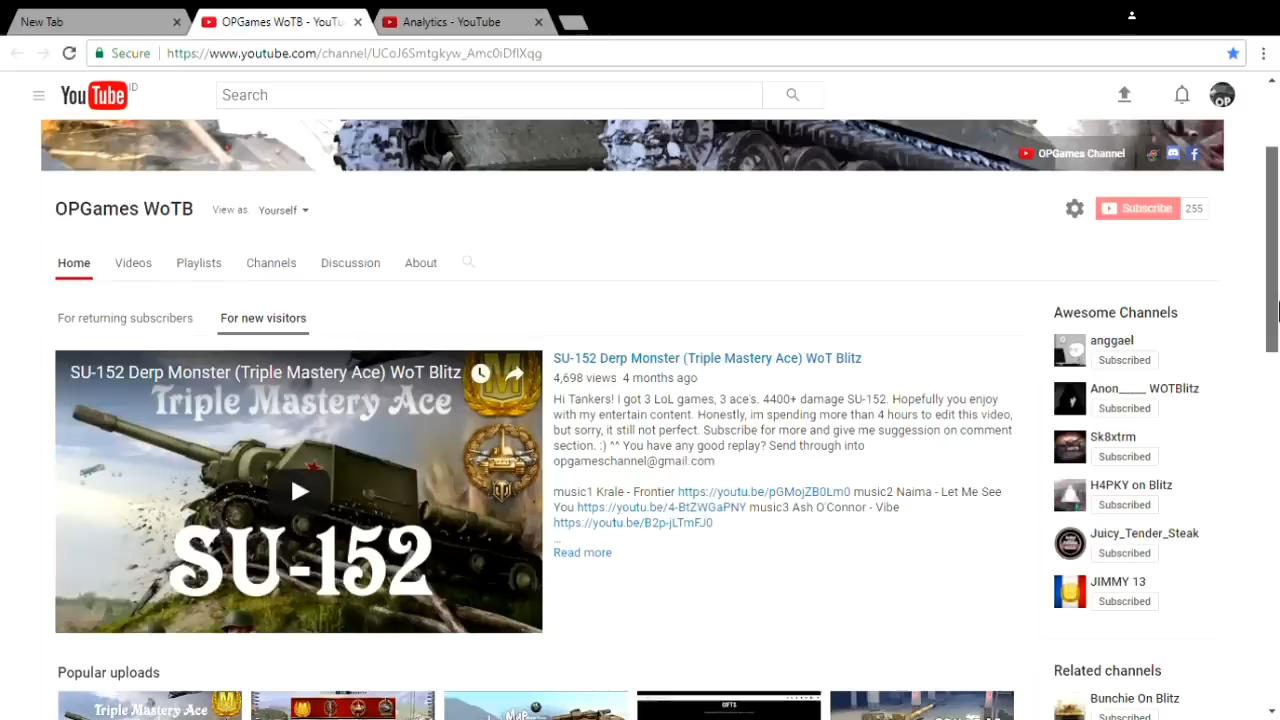 New Tab
OPGames WoTB - YouTu
Analytics - YouTube
Secure
https://www.youtube.com/channel/UCoJ6Smtgkyw_Amc0iDflXqg
YouTube ID
Search
OP
OPGames Channel
OPGames WoTB
View as: Yourself
Subscribe 255
Home Videos Playlists Channels Discussion About
For returning subscribers For new visitors
SU-152 Derp Monster (Triple Mastery Ace) WoT Blitz
Triple Mastery Ace
M
SU-152
SU-152 Derp Monster (Triple Mastery Ace) WoT Blitz
4,698 views 4 months ago
Hi Tankers! I got 3 LoL games, 3 ace's. 4400+ damage SU-152. Hopefully you enjoy
with my entertain content. Honestly, im spending more than 4 hours to edit this video,
but sorry, it still not perfect. Subscribe for more and give me suggession on comment
section. :) ^^ You have any good replay? Send through into
opgameschannel@gmail.com
music1 Krale - Frontier https://youtu.be/pGMojZB0Lm0 music2 Naima - Let Me See
You https://youtu.be/4-BtZWGaPNY music3 Ash O'Connor - Vibe
https://youtu.be/B2p-jLTmFJ0
...
Read more
Awesome Channels
anggael
Subscribed
Anon____ WOTBlitz
Subscribed
Sk8xtrm
Subscribed
H4PKY on Blitz
Subscribed
Juicy_Tender_Steak
Subscribed
JIMMY 13
Subscribed
Popular uploads
Triple Mastery Ace
GIFTS
Related channels
Bunchie On Blitz
Subscribed